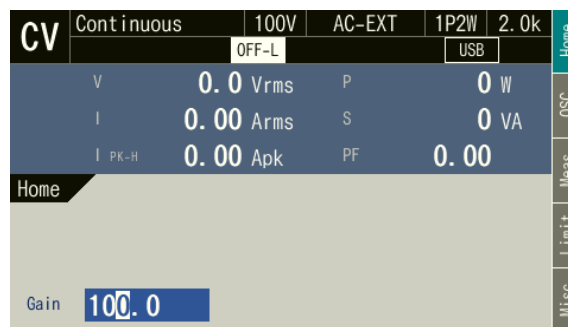 CV Continuous 100V AC-EXT 1P2W 2.0k
OFF-L USB
V 0.0 Vrms P 0 W
I 0.00 Arms S 0 VA
I PK-H 0.00 Apk PF 0.00
Home
Gain 100.0
Home
OSC
Meas
Limit
Misc